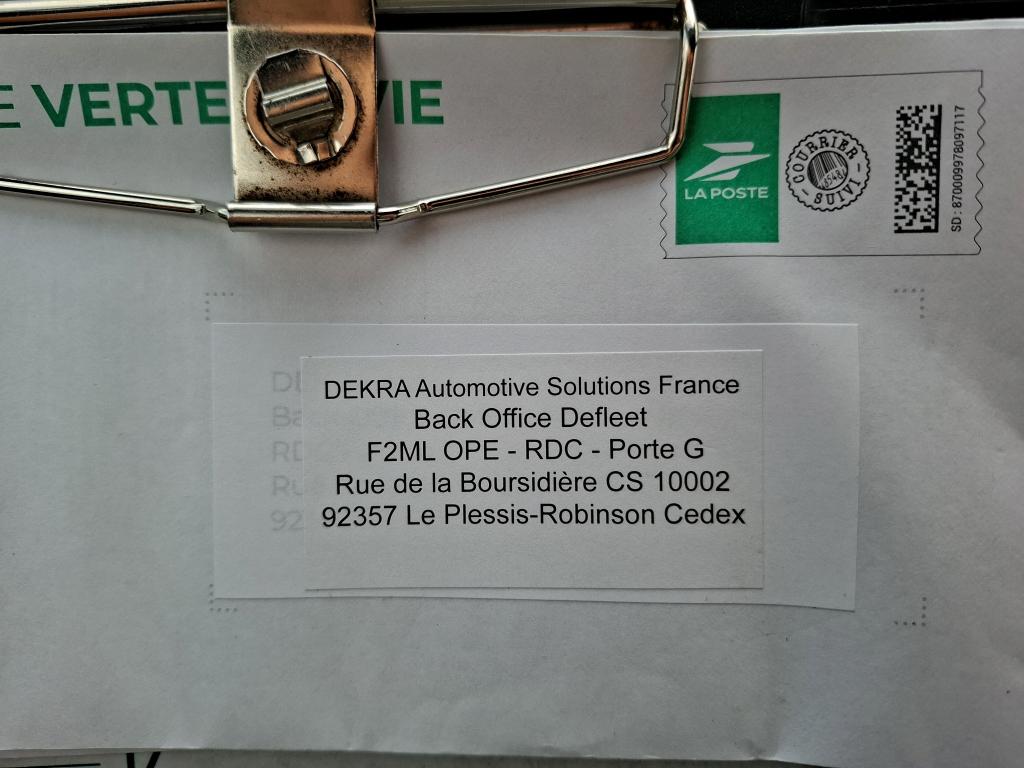 E VERTE VIE
LA POSTE
COURRIER
SUIVI
SD: 870009978097117
DEKRA Automotive Solutions France
Back Office Defleet
F2ML OPE - RDC - Porte G
Rue de la Boursidière CS 10002
92357 Le Plessis-Robinson Cedex